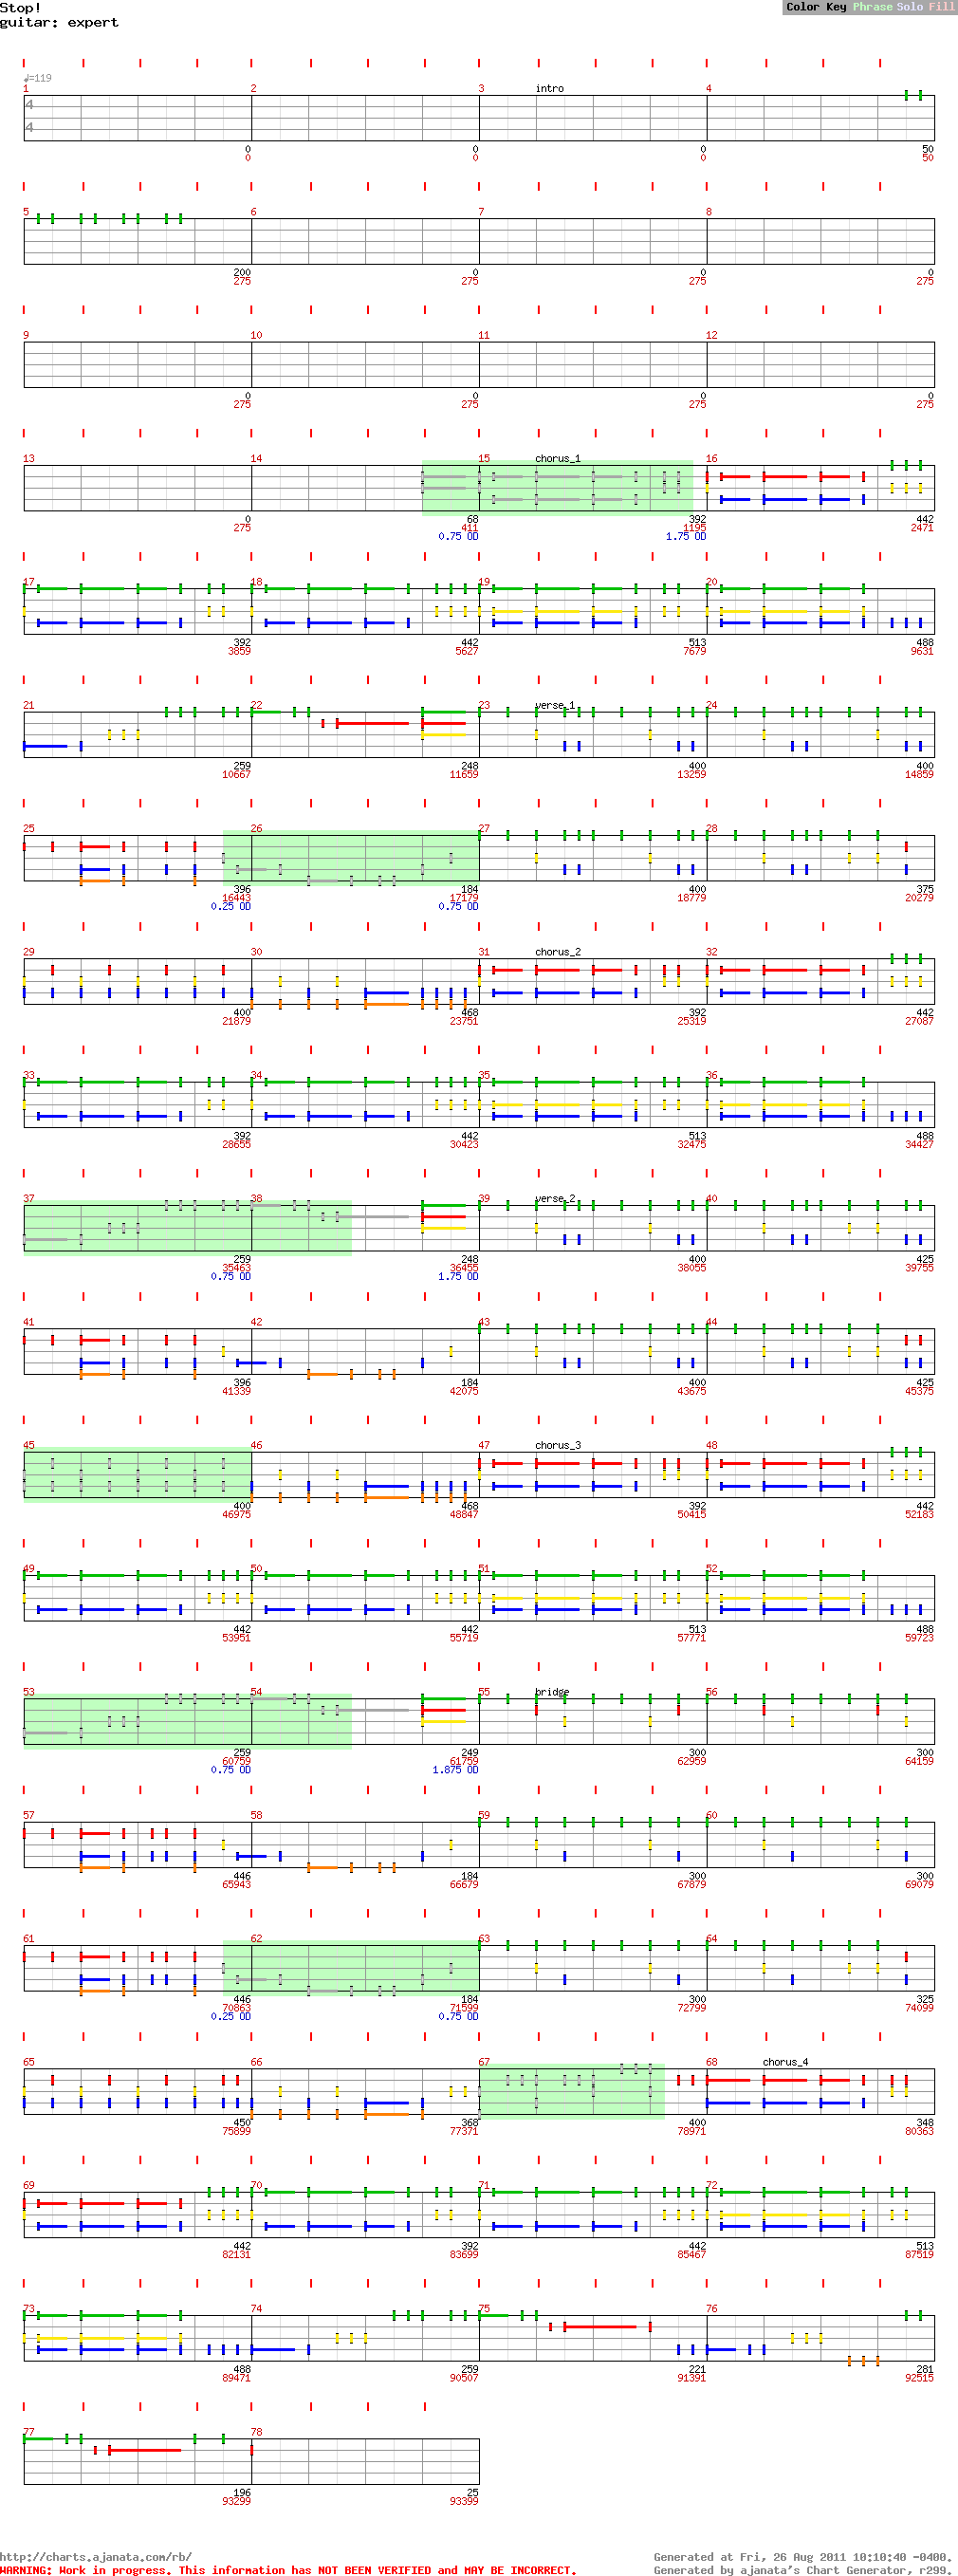 Stop!
Color Key Phrase Solo Fill
guitar: expert
♩=119
1 2 3 intro 4
4
4
0 0 0 50
0 0 0 50
5 6 7 8
200 0 0 0
275 275 275 275
9 10 11 12
0 0 0 0
275 275 275 275
13 14 15 chorus_1 16
0 68 392 442
275 411 1195 2471
0.75 OD 1.75 OD
17 18 19 20
392 442 513 488
3859 5627 7679 9631
21 22 23 verse_1 24
259 248 400 400
10667 11659 13259 14859
25 26 27 28
396 184 400 375
16443 17179 18779 20279
0.25 OD 0.75 OD
29 30 31 chorus_2 32
400 468 392 442
21879 23751 25319 27087
33 34 35 36
392 442 513 488
28655 30423 32475 34427
37 38 39 verse_2 40
259 248 400 425
35463 36455 38055 39755
0.75 OD 1.75 OD
41 42 43 44
396 184 400 425
41339 42075 43675 45375
45 46 47 chorus_3 48
400 468 392 442
46975 48847 50415 52183
49 50 51 52
442 442 513 488
53951 55719 57771 59723
53 54 55 bridge 56
259 249 300 300
60759 61759 62959 64159
0.75 OD 1.875 OD
57 58 59 60
446 184 300 300
65943 66679 67879 69079
61 62 63 64
446 184 300 325
70863 71599 72799 74099
0.25 OD 0.75 OD
65 66 67 68 chorus_4
450 368 400 348
75899 77371 78971 80363
69 70 71 72
442 392 442 513
82131 83699 85467 87519
73 74 75 76
488 259 221 281
89471 90507 91391 92515
77 78
196 25
93299 93399
http://charts.ajanata.com/rb/
Generated at Fri, 26 Aug 2011 10:10:40 -0400.
WARNING: Work in progress. This information has NOT BEEN VERIFIED and MAY BE INCORRECT.
Generated by ajanata's Chart Generator, r299.